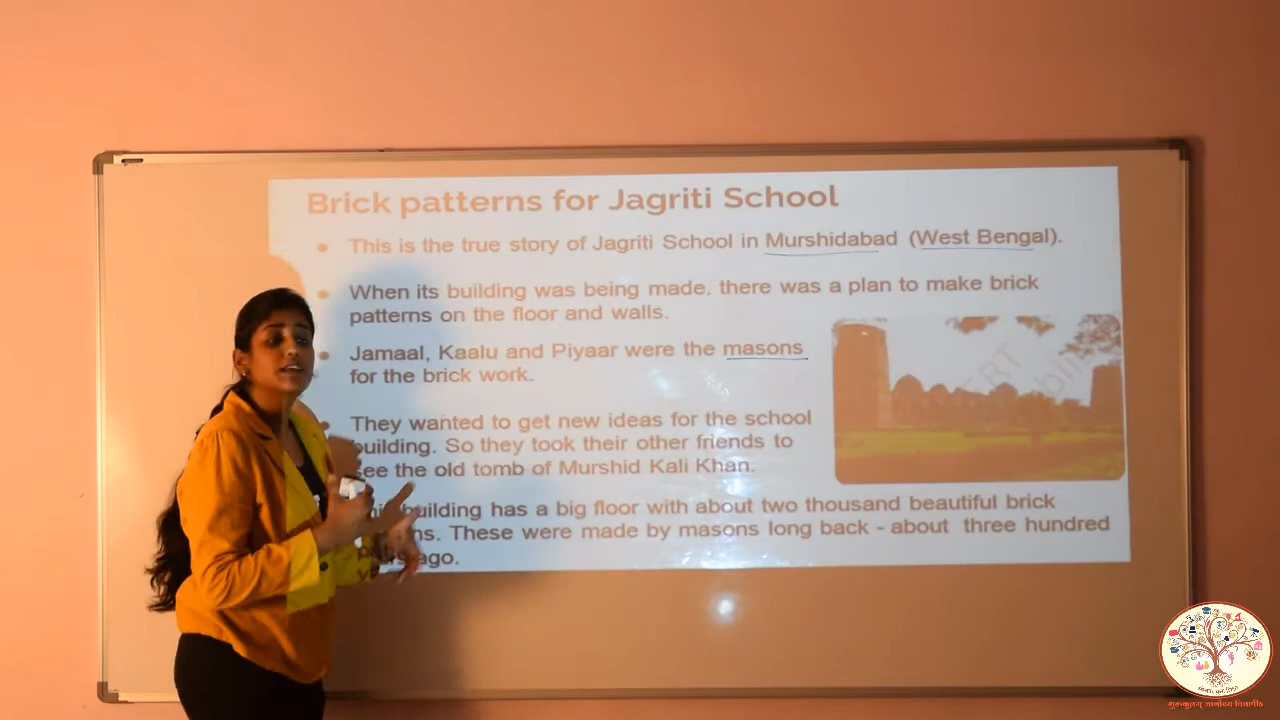 Brick patterns for Jagriti School
• This is the true story of Jagriti School in Murshidabad (West Bengal).
• When its building was being made. there was a plan to make brick
patterns on the floor and walls.
• Jamaal, Kaalu and Piyaar were the masons
for the brick work.
• They wanted to get new ideas for the school
building. So they took their other friends to
see the old tomb of Murshid Kali Khan.
building has a big floor with about two thousand beautiful brick
These were made by masons long back - about three hundred
ago.